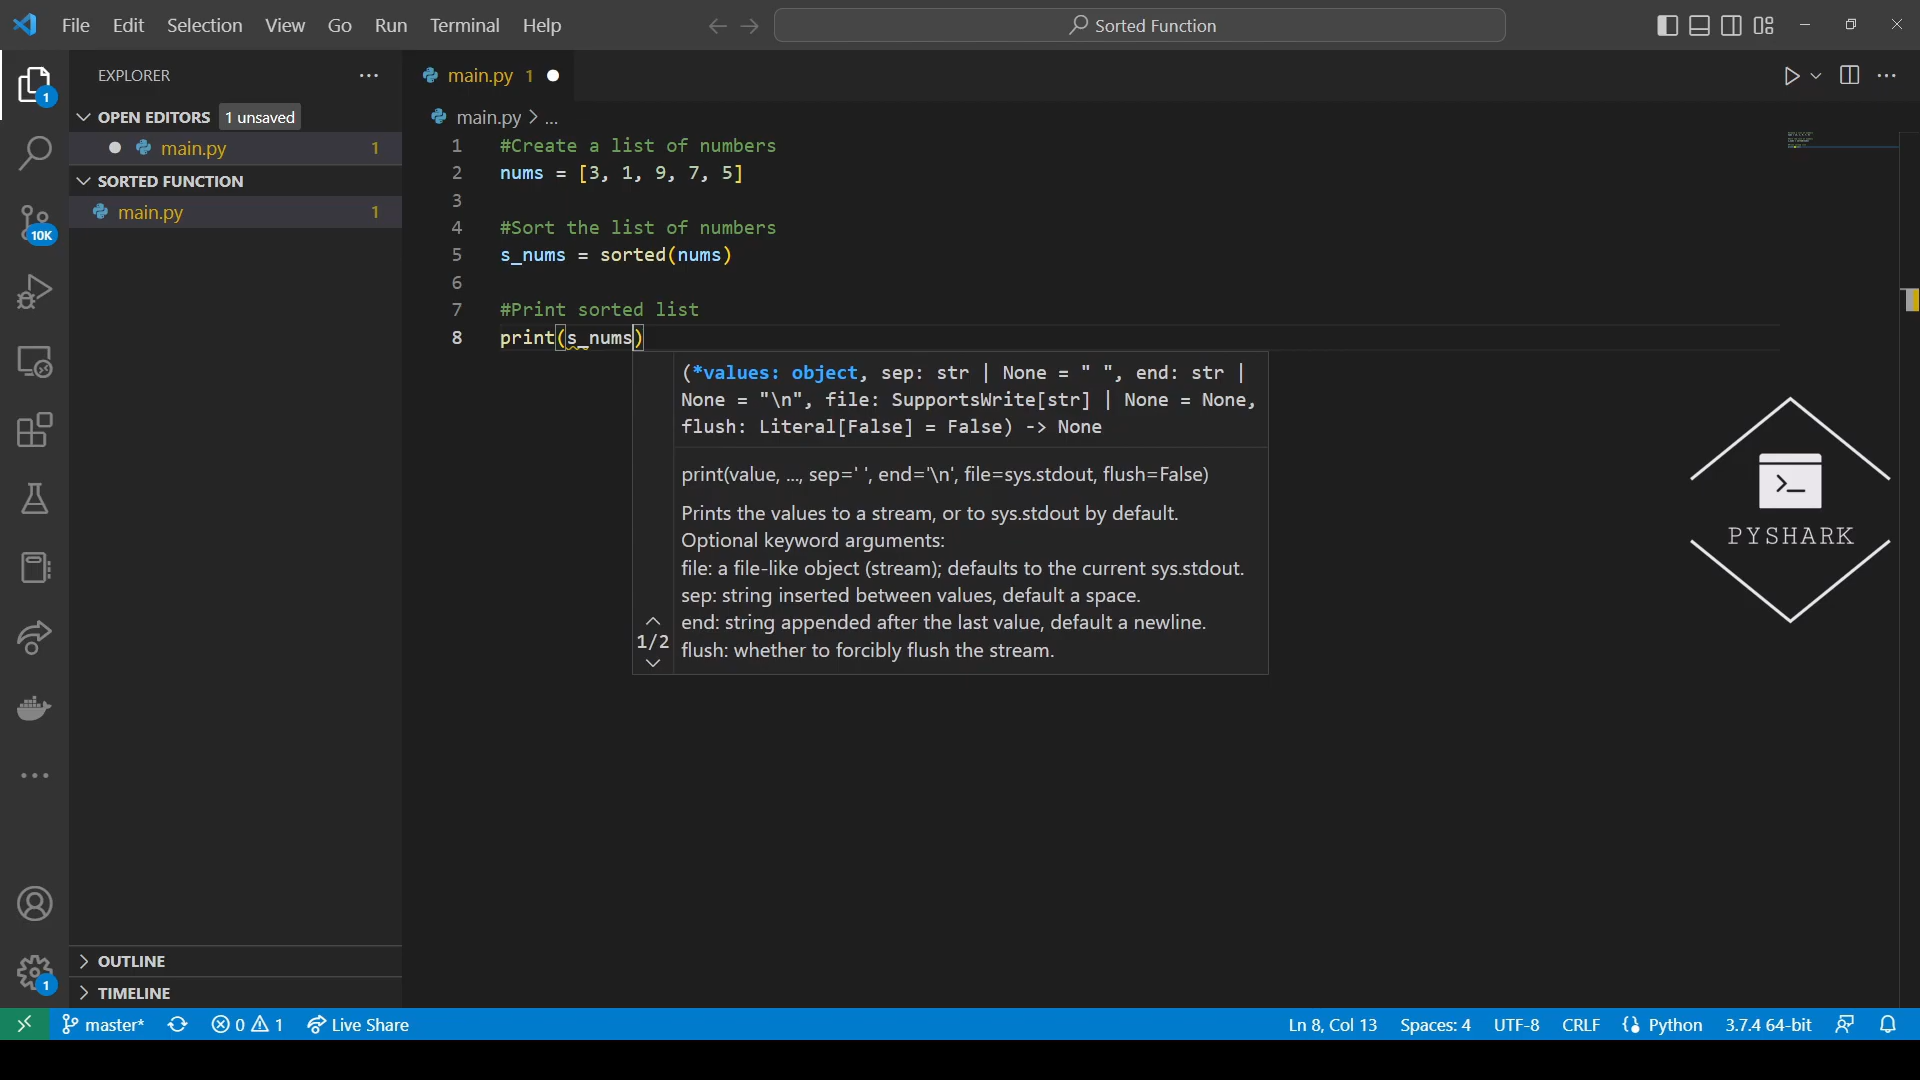 File Edit Selection View Go Run Terminal Help
Sorted Function
EXPLORER
main.py 1
OPEN EDITORS 1 unsaved
main.py > ...
main.py 1
SORTED FUNCTION
main.py 1
1 #Create a list of numbers
2 nums = [3, 1, 9, 7, 5]
3
4 #Sort the list of numbers
5 s_nums = sorted(nums)
6
7 #Print sorted list
8 print(s_nums)
(*values: object, sep: str | None = " ", end: str |
None = "\n", file: SupportsWrite[str] | None = None,
flush: Literal[False] = False) -> None
print(value, ..., sep=' ', end='\n', file=sys.stdout, flush=False)
Prints the values to a stream, or to sys.stdout by default.
Optional keyword arguments:
file: a file-like object (stream); defaults to the current sys.stdout.
sep: string inserted between values, default a space.
end: string appended after the last value, default a newline.
flush: whether to forcibly flush the stream.
1/2
1
10K
1
>_
PYSHARK
OUTLINE
TIMELINE
master* 0 1 Live Share
Ln 8, Col 13 Spaces: 4 UTF-8 CRLF Python 3.7.4 64-bit